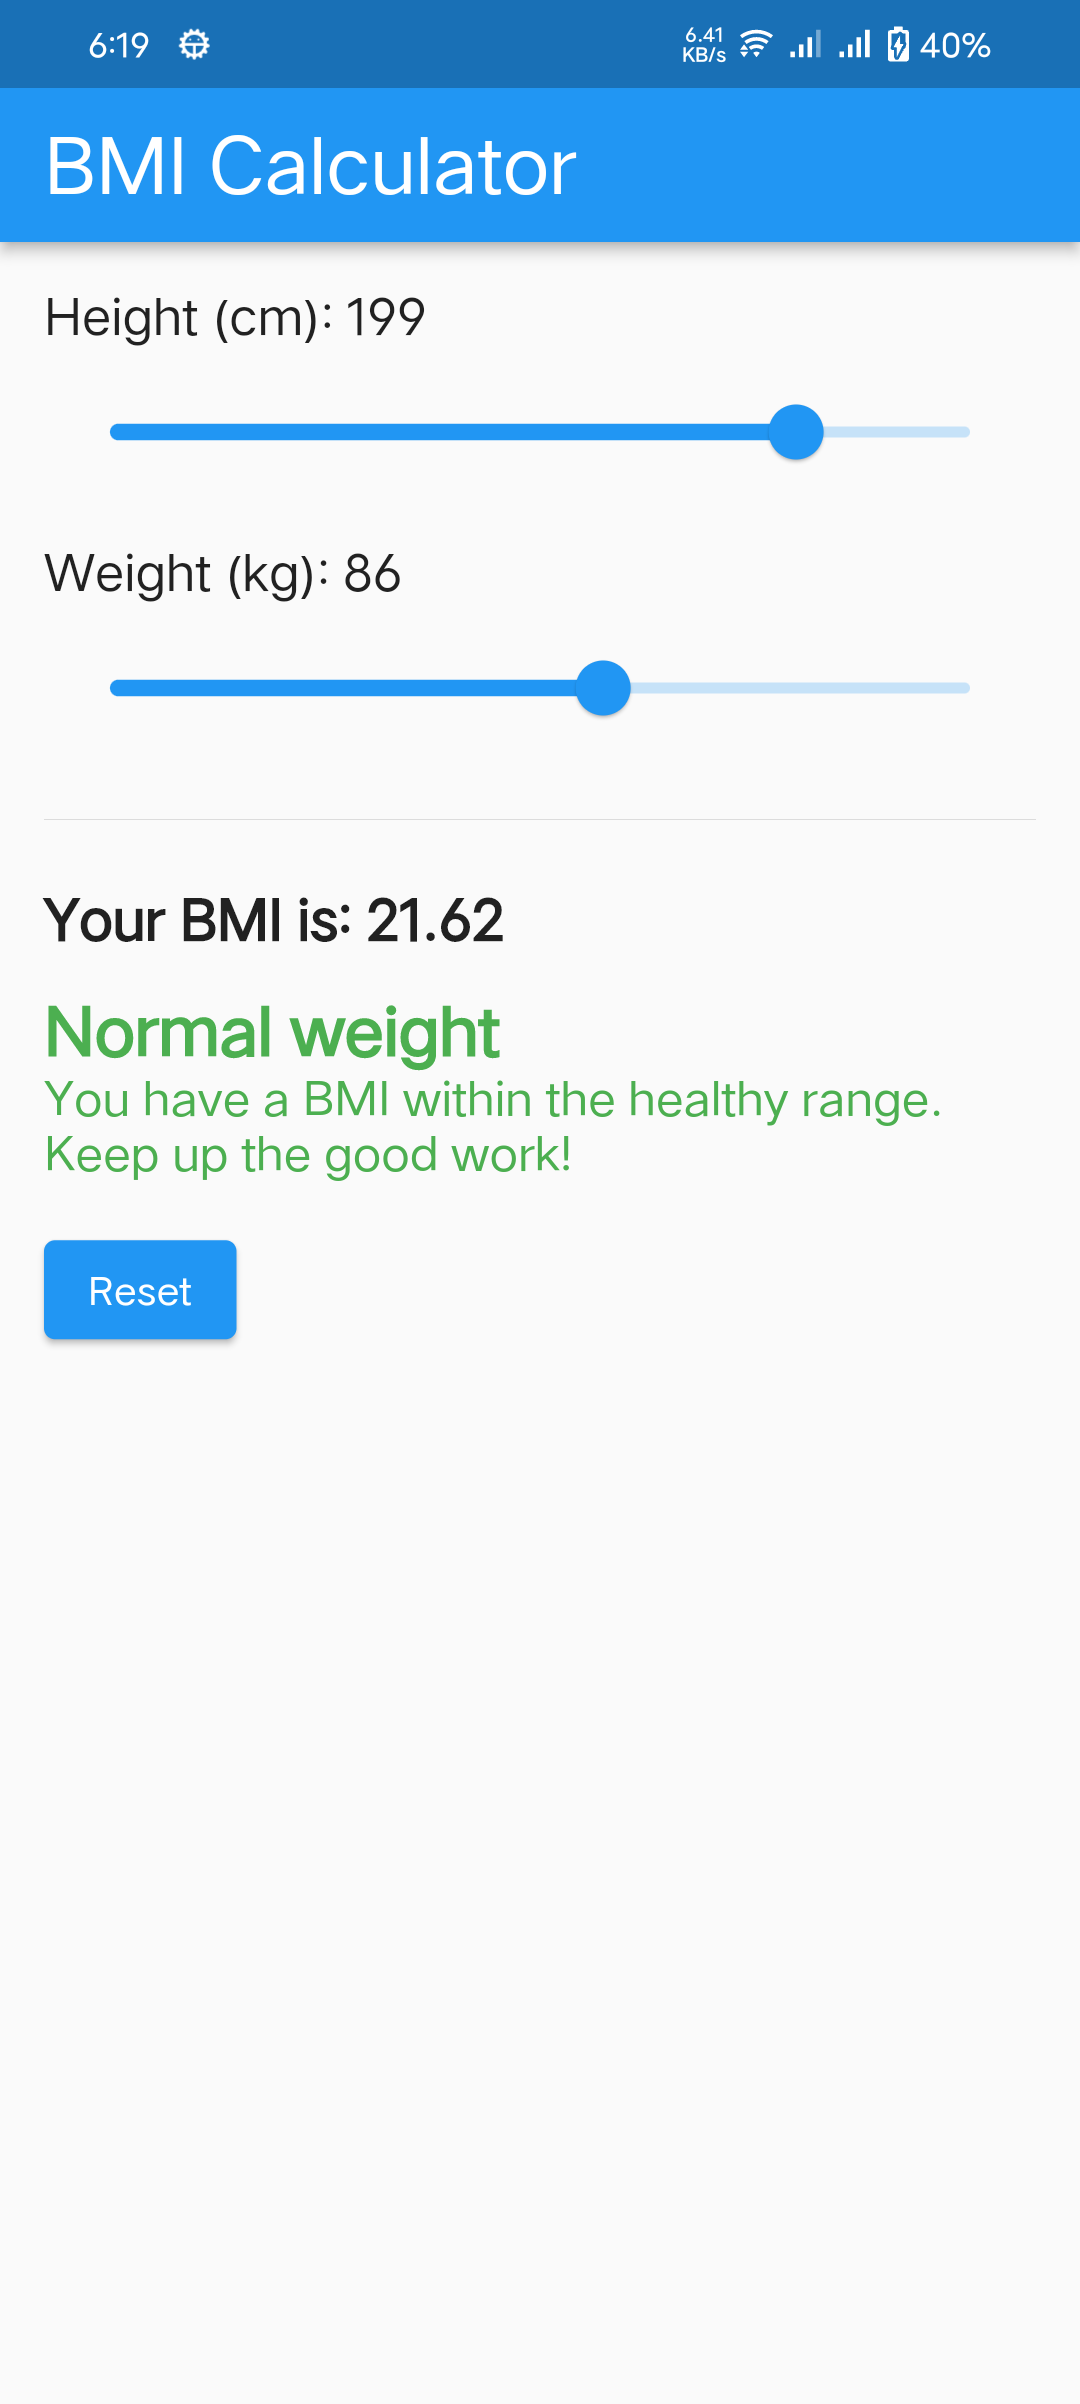 6:19 6.41 KB/s 40%
BMI Calculator
Height (cm): 199
Weight (kg): 86
Your BMI is: 21.62
Normal weight
You have a BMI within the healthy range.
Keep up the good work!
Reset